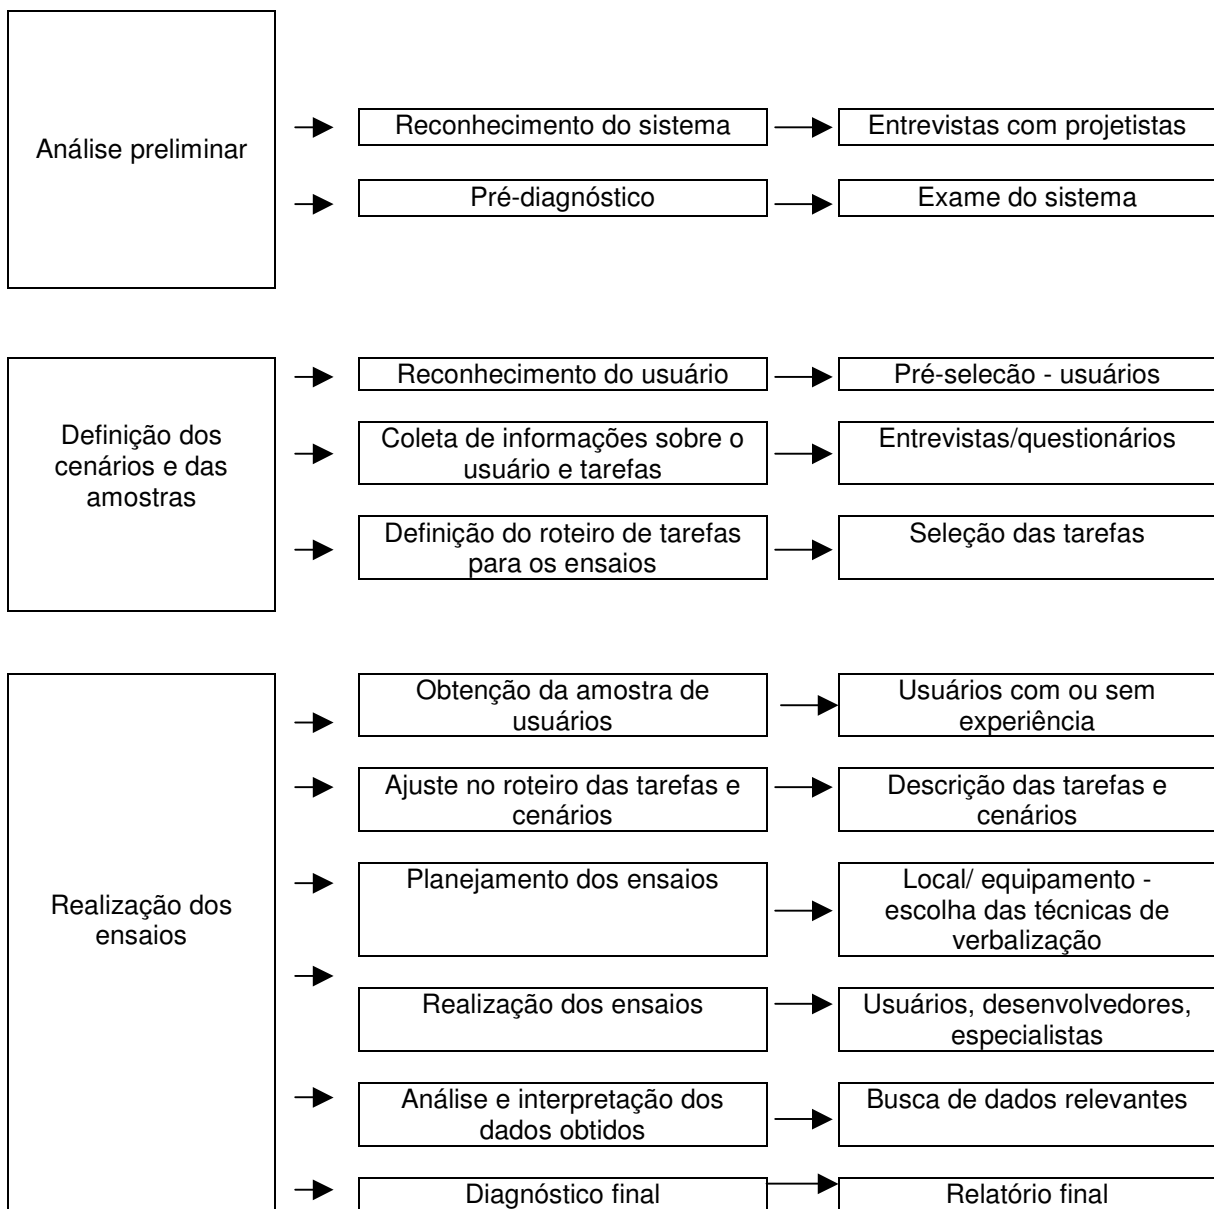 Análise preliminar
Reconhecimento do sistema
Entrevistas com projetistas
Pré-diagnóstico
Exame do sistema
Definição dos
cenários e das
amostras
Reconhecimento do usuário
Pré-selecão - usuários
Coleta de informações sobre o
usuário e tarefas
Entrevistas/questionários
Definição do roteiro de tarefas
para os ensaios
Seleção das tarefas
Realização dos
ensaios
Obtenção da amostra de
usuários
Usuários com ou sem
experiência
Ajuste no roteiro das tarefas e
cenários
Descrição das tarefas e
cenários
Planejamento dos ensaios
Local/ equipamento -
escolha das técnicas de
verbalização
Realização dos ensaios
Usuários, desenvolvedores,
especialistas
Análise e interpretação dos
dados obtidos
Busca de dados relevantes
Diagnóstico final
Relatório final